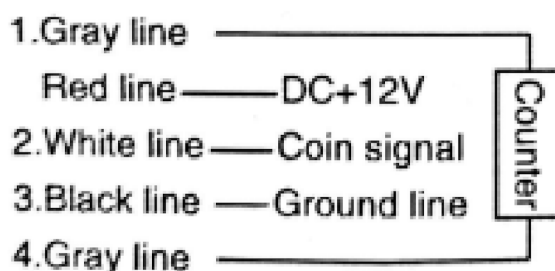 1.Gray line
Red line DC+12V
2.White line Coin signal
3.Black line Ground line
4.Gray line
Counter